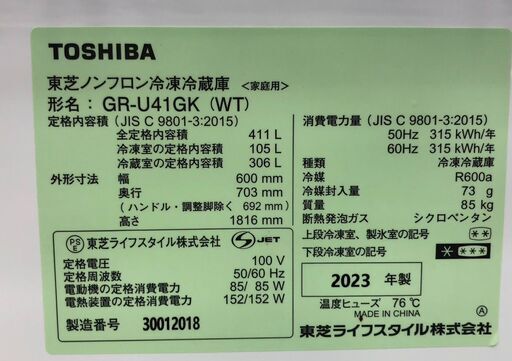 TOSHIBA
東芝ノンフロン冷凍冷蔵庫 <家庭用>
形名：GR-U41GK (WT)
定格内容積 (JIS C 9801-3:2015)
全定格内容積 411 L
冷凍室の定格内容積 105 L
冷蔵室の定格内容積 306 L
外形寸法 幅 600 mm
奥行 703 mm
(ハンドル・調整脚除く 692 mm)
高さ 1816 mm
消費電力量 (JIS C 9801-3:2015)
50Hz 315 kWh/年
60Hz 315 kWh/年
種類 冷凍冷蔵庫
冷媒 R600a
冷媒封入量 73 g
質量 85 kg
断熱発泡ガス シクロペンタン
上段冷凍室、製氷室の記号
下段冷凍室の記号
PSE 東芝ライフスタイル株式会社 S JET
定格電圧 100 V
定格周波数 50/60 Hz
電動機の定格消費電力 85/ 85 W
電熱装置の定格消費電力 152/152 W
製造番号 30012018
2023 年製
温度ヒューズ 76℃ Ⓐ
MADE IN CHINA
東芝ライフスタイル株式会社